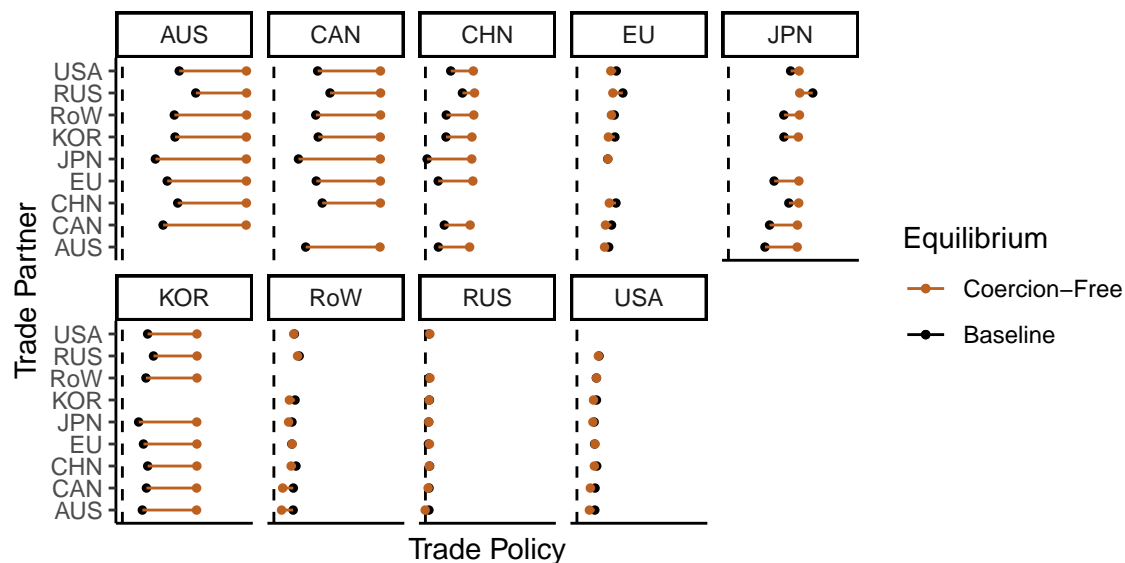 AUS CAN CHN EU JPN
USA
RUS
RoW
KOR
JPN
EU
CHN
CAN
AUS
Trade Partner
Equilibrium
Coercion−Free
Baseline
KOR RoW RUS USA
USA
RUS
RoW
KOR
JPN
EU
CHN
CAN
AUS
Trade Policy